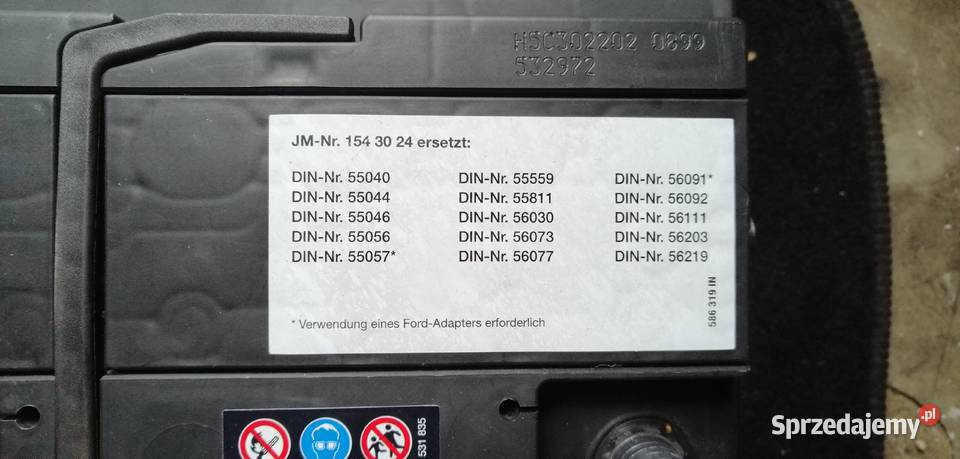 H5C302202 0899
532972
JM-Nr. 154 30 24 ersetzt:
DIN-Nr. 55040 DIN-Nr. 55559 DIN-Nr. 56091*
DIN-Nr. 55044 DIN-Nr. 55811 DIN-Nr. 56092
DIN-Nr. 55046 DIN-Nr. 56030 DIN-Nr. 56111
DIN-Nr. 55056 DIN-Nr. 56073 DIN-Nr. 56203
DIN-Nr. 55057* DIN-Nr. 56077 DIN-Nr. 56219
* Verwendung eines Ford-Adapters erforderlich
586 319 IN
531 835
Sprzedajemy.pl